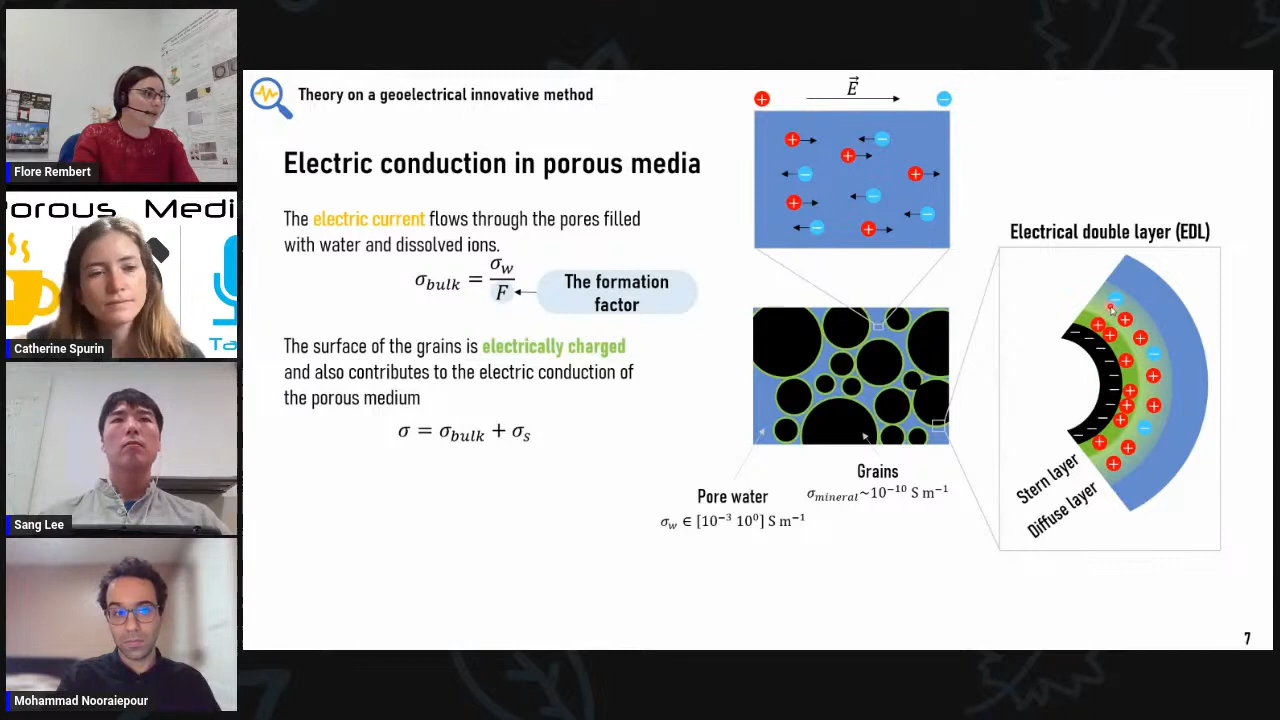 Flore Rembert
Porous Medi
Ta
Catherine Spurin
Sang Lee
Mohammad Nooraiepour
Theory on a geoelectrical innovative method
Electric conduction in porous media
The electric current flows through the pores filled
with water and dissolved ions.
σ_bulk = σ_w / F
The formation
factor
The surface of the grains is electrically charged
and also contributes to the electric conduction of
the porous medium
σ = σ_bulk + σ_s
E⃗
Pore water
σ_w ∈ [10⁻³ 10⁰] S m⁻¹
Grains
σ_mineral~10⁻¹⁰ S m⁻¹
Electrical double layer (EDL)
Stern layer
Diffuse layer
7